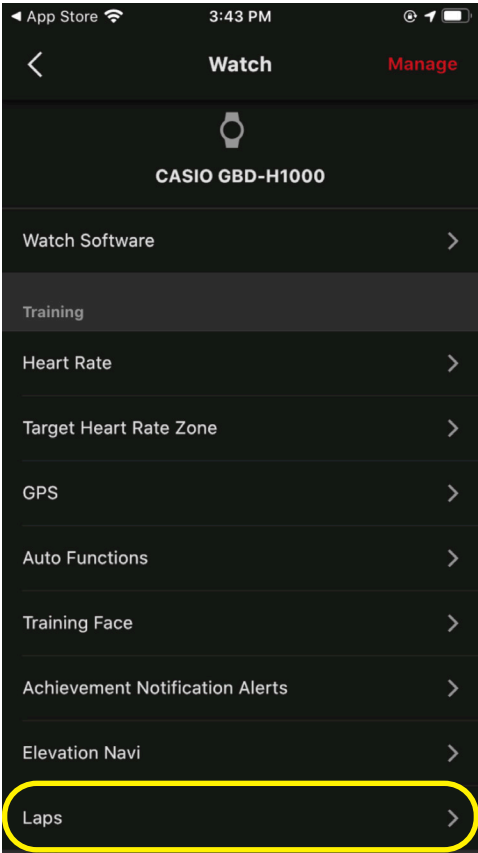 App Store
3:43 PM
Watch
Manage
CASIO GBD-H1000
Watch Software
Training
Heart Rate
Target Heart Rate Zone
GPS
Auto Functions
Training Face
Achievement Notification Alerts
Elevation Navi
Laps